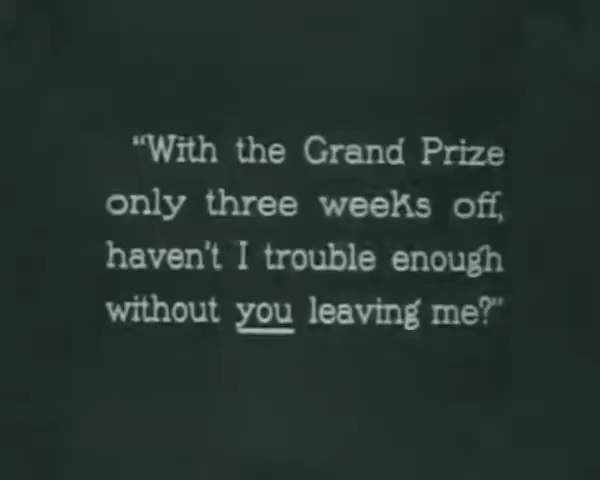 “With the Grand Prize
only three weeks off,
haven't I trouble enough
without you leaving me?”